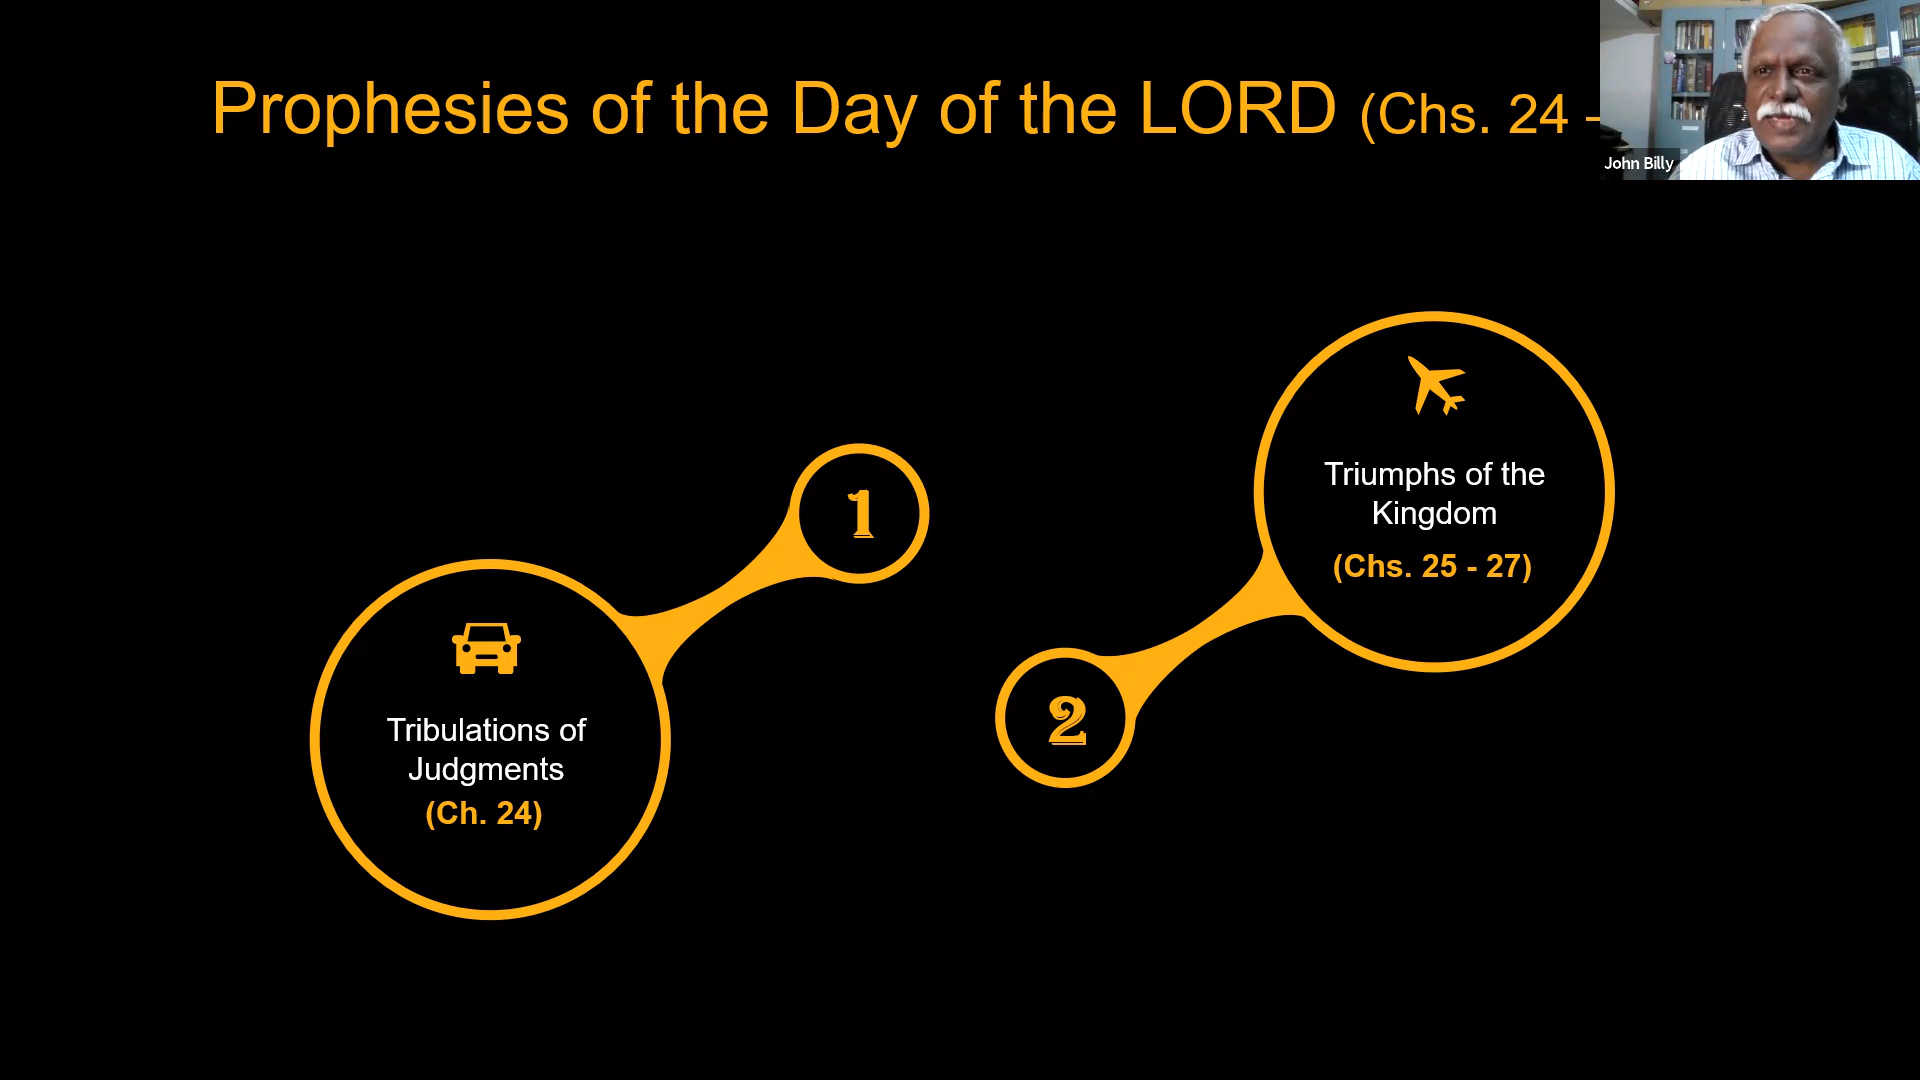 Prophesies of the Day of the LORD (Chs. 24 -
John Billy
1
Tribulations of
Judgments
(Ch. 24)
2
Triumphs of the
Kingdom
(Chs. 25 - 27)